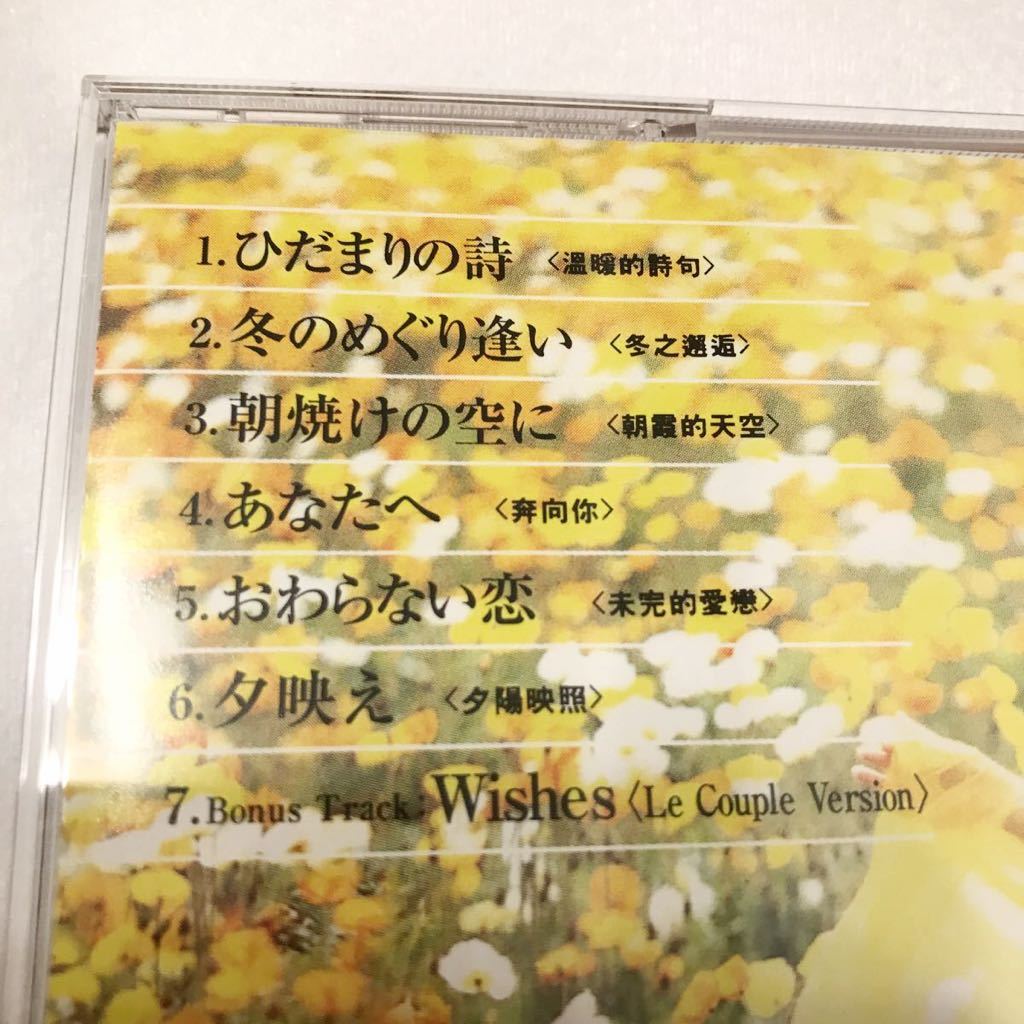 1.ひだまりの詩 〈溫暖的詩句〉
2.冬のめぐり逢い 〈冬之邂逅〉
3.朝焼けの空に 〈朝霞的天空〉
4.あなたへ 〈奔向你〉
5.おわらない恋 〈未完的愛戀〉
6.夕映え 〈夕陽映照〉
7.Bonus Track:Wishes〈Le Couple Version〉